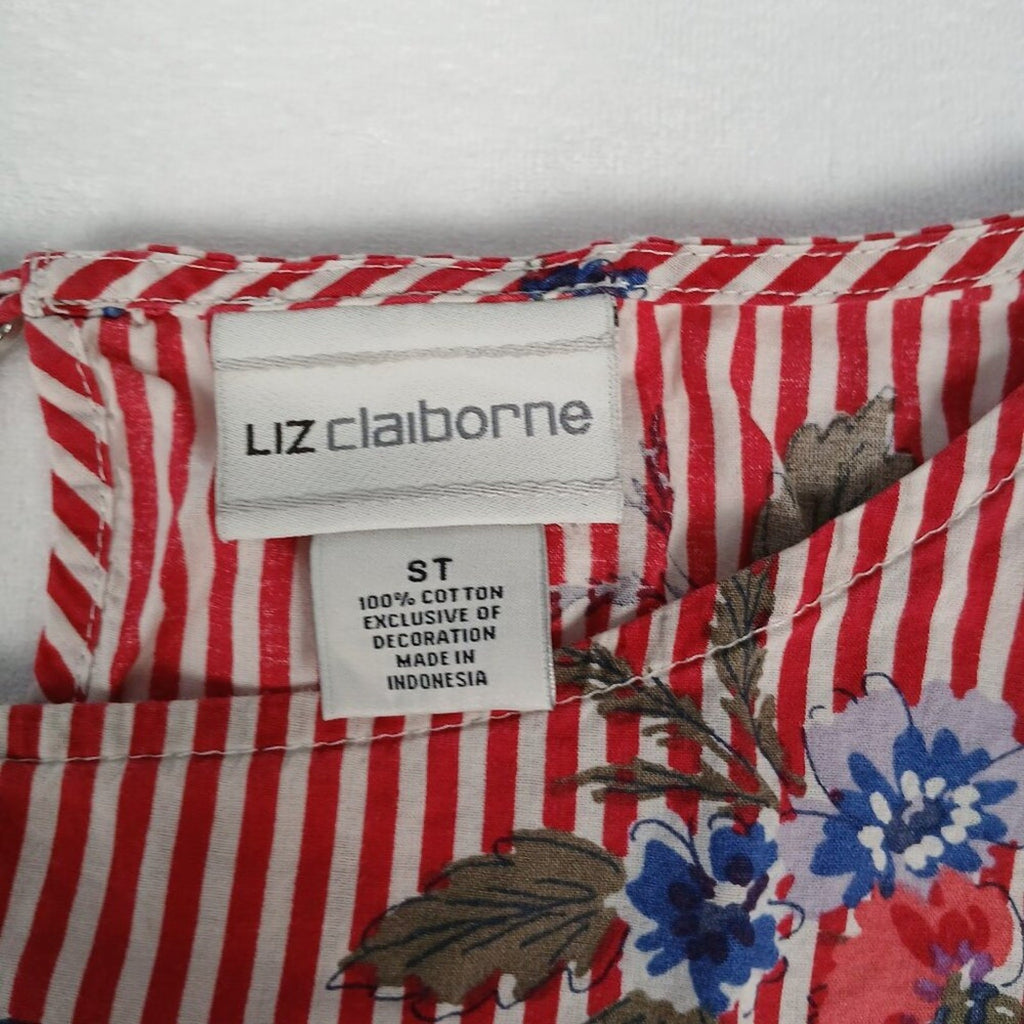 LIZ claiborne
ST
100% COTTON
EXCLUSIVE OF
DECORATION
MADE IN
INDONESIA